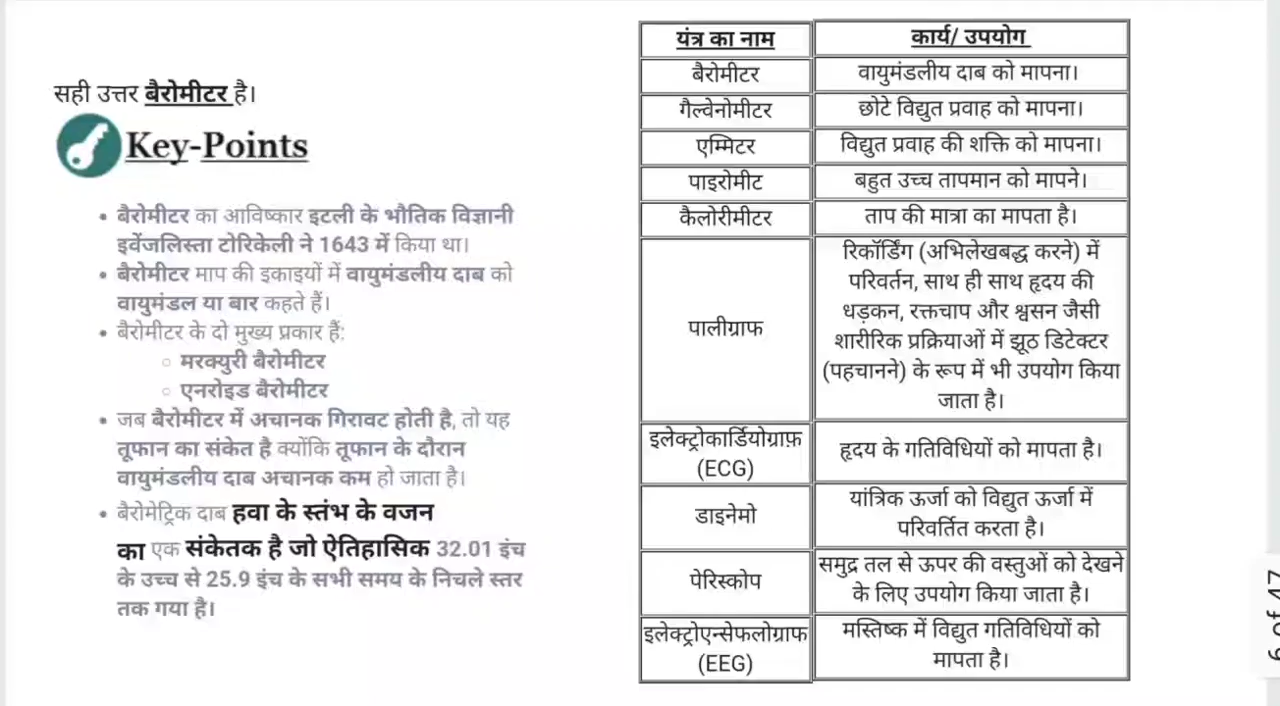 सही उत्तर बैरोमीटर है।
Key-Points
• बैरोमीटर का आविष्कार इटली के भौतिक विज्ञानी
इवेंजलिस्ता टोरिकेली ने 1643 में किया था।
• बैरोमीटर माप की इकाइयों में वायुमंडलीय दाब को
वायुमंडल या बार कहते हैं।
• बैरोमीटर के दो मुख्य प्रकार हैं:
○ मरक्युरी बैरोमीटर
○ एनरोइड बैरोमीटर
• जब बैरोमीटर में अचानक गिरावट होती है, तो यह
तूफान का संकेत है क्योंकि तूफान के दौरान
वायुमंडलीय दाब अचानक कम हो जाता है।
• बैरोमेट्रिक दाब हवा के स्तंभ के वजन
का एक संकेतक है जो ऐतिहासिक 32.01 इंच
के उच्च से 25.9 इंच के सभी समय के निचले स्तर
तक गया है।
यंत्र का नाम कार्य/ उपयोग
बैरोमीटर वायुमंडलीय दाब को मापना।
गैल्वेनोमीटर छोटे विद्युत प्रवाह को मापना।
एम्मिटर विद्युत प्रवाह की शक्ति को मापना।
पाइरोमीट बहुत उच्च तापमान को मापने।
कैलोरीमीटर ताप की मात्रा का मापता है।
पालीग्राफ
रिकॉर्डिंग (अभिलेखबद्ध करने) में
परिवर्तन, साथ ही साथ हृदय की
धड़कन, रक्तचाप और श्वसन जैसी
शारीरिक प्रक्रियाओं में झूठ डिटेक्टर
(पहचानने) के रूप में भी उपयोग किया
जाता है।
इलेक्ट्रोकार्डियोग्राफ़
(ECG)
हृदय के गतिविधियों को मापता है।
डाइनेमो
यांत्रिक ऊर्जा को विद्युत ऊर्जा में
परिवर्तित करता है।
पेरिस्कोप
समुद्र तल से ऊपर की वस्तुओं को देखने
के लिए उपयोग किया जाता है।
इलेक्ट्रोएन्सेफलोग्राफ
(EEG)
मस्तिष्क में विद्युत गतिविधियों को
मापता है।
6 of 47